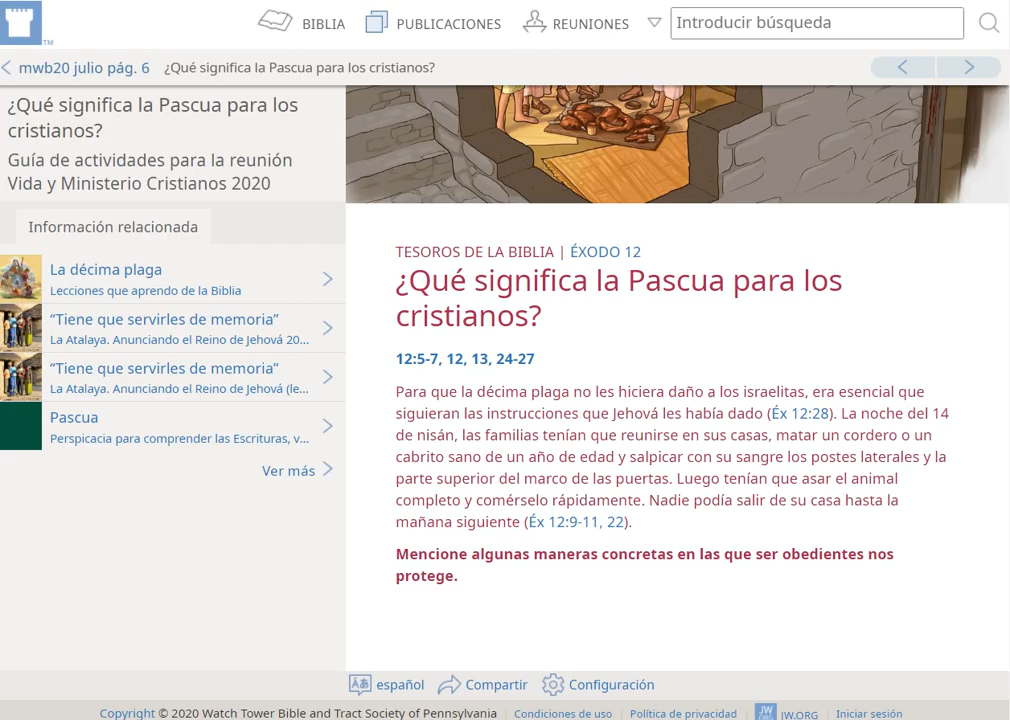 BIBLIA PUBLICACIONES REUNIONES Introducir búsqueda
TM
mwb20 julio pág. 6 ¿Qué significa la Pascua para los cristianos?
¿Qué significa la Pascua para los
cristianos?
Guía de actividades para la reunión
Vida y Ministerio Cristianos 2020
Información relacionada
La décima plaga
Lecciones que aprendo de la Biblia
“Tiene que servirles de memoria”
La Atalaya. Anunciando el Reino de Jehová 20...
“Tiene que servirles de memoria”
La Atalaya. Anunciando el Reino de Jehová (le...
Pascua
Perspicacia para comprender las Escrituras, v...
Ver más
TESOROS DE LA BIBLIA | ÉXODO 12
¿Qué significa la Pascua para los
cristianos?
12:5-7, 12, 13, 24-27
Para que la décima plaga no les hiciera daño a los israelitas, era esencial que
siguieran las instrucciones que Jehová les había dado (Éx 12:28). La noche del 14
de nisán, las familias tenían que reunirse en sus casas, matar un cordero o un
cabrito sano de un año de edad y salpicar con su sangre los postes laterales y la
parte superior del marco de las puertas. Luego tenían que asar el animal
completo y comérselo rápidamente. Nadie podía salir de su casa hasta la
mañana siguiente (Éx 12:9-11, 22).
Mencione algunas maneras concretas en las que ser obedientes nos
protege.
español Compartir Configuración
Copyright © 2020 Watch Tower Bible and Tract Society of Pennsylvania | Condiciones de uso | Política de privacidad | JW JW.ORG | Iniciar sesión